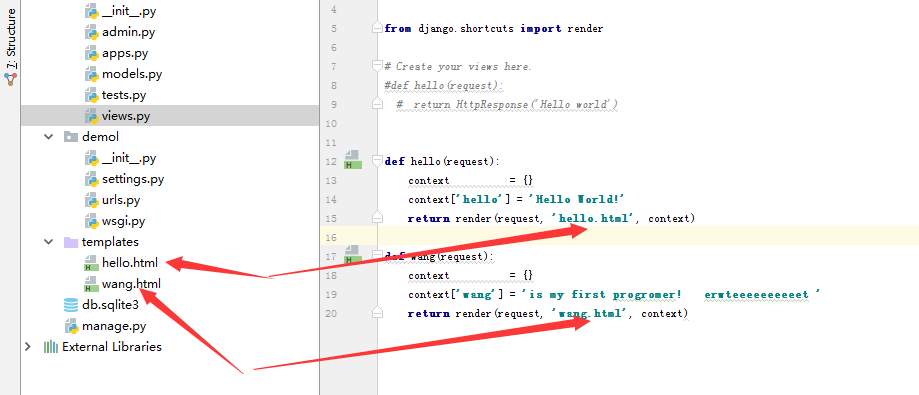 7: Structure
__init__.py
admin.py
apps.py
models.py
tests.py
views.py
demol
__init__.py
settings.py
urls.py
wsgi.py
templates
hello.html
wang.html
db.sqlite3
manage.py
External Libraries
4
5 from django.shortcuts import render
6
7 # Create your views here.
8 #def hello(request):
9 # return HttpResponse('Hello world')
10
11
12 def hello(request):
13 context = {}
14 context['hello'] = 'Hello World!'
15 return render(request, 'hello.html', context)
16
17 def wang(request):
18 context = {}
19 context['wang'] = 'is my first progromer! erwteeeeeeeeeet '
20 return render(request, 'wang.html', context)